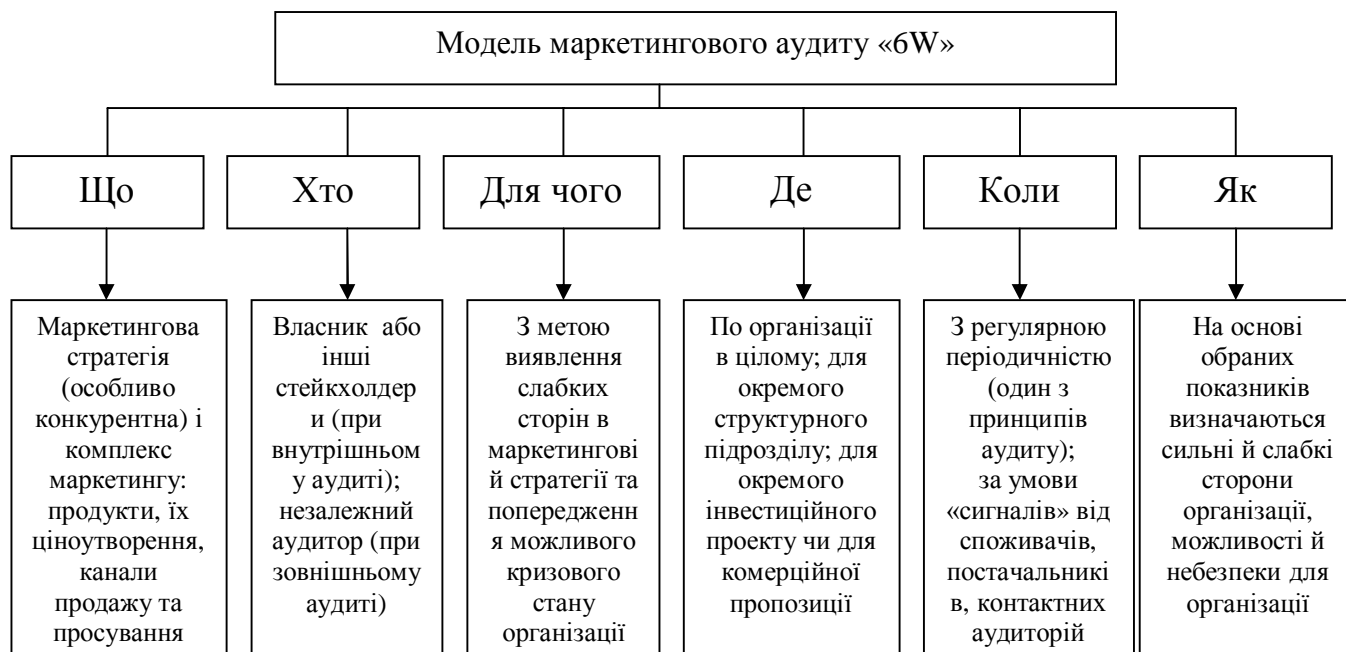 Модель маркетингового аудиту «6W»
Що
Хто
Для чого
Де
Коли
Як
Маркетингова
стратегія
(особливо
конкурентна) і
комплекс
маркетингу:
продукти, їх
ціноутворення,
канали
продажу та
просування
Власник або
інші
стейкхолдер
и (при
внутрішньом
у аудиті);
незалежний
аудитор (при
зовнішньому
аудиті)
З метою
виявлення
слабких
сторін в
маркетингові
й стратегії та
попередженн
я можливого
кризового
стану
організації
По організації
в цілому; для
окремого
структурного
підрозділу; для
окремого
інвестиційного
проекту чи для
комерційної
пропозиції
З регулярною
періодичністю
(один з
принципів
аудиту);
за умови
«сигналів» від
споживачів,
постачальникі
в, контактних
аудиторій
На основі
обраних
показників
визначаються
сильні й слабкі
сторони
організації,
можливості й
небезпеки для
організації